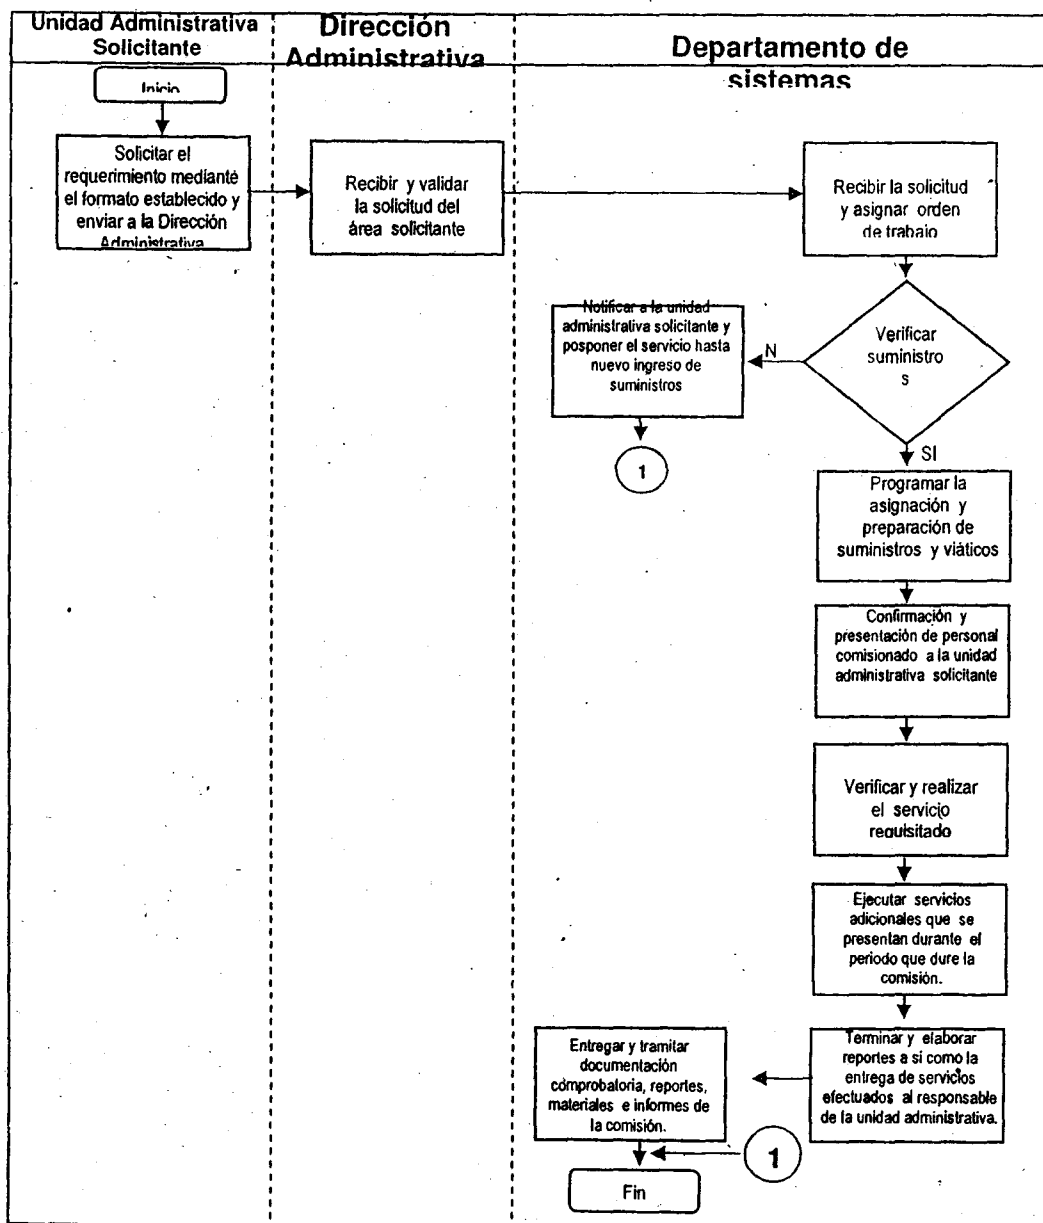 Unidad Administrativa
Solicitante
Dirección
Administrativa
Departamento de
sistemas
Inicio
Solicitar el
requerimiento mediante
el formato establecido y
enviar a la Dirección
Administrativa
Recibir y validar
la solicitud del
área solicitante
Recibir la solicitud
y asignar orden
de trabajo
Verificar
suministro
s
N
Notificar a la unidad
administrativa solicitante y
posponer el servicio hasta
nuevo ingreso de
suministros
1
SI
Programar la
asignación y
preparación de
suministros y viáticos
Confirmación y
presentación de personal
comisionado a la unidad
administrativa solicitante
Verificar y realizar
el servicio
requisitado
Ejecutar servicios
adicionales que se
presentan durante el
periodo que dure la
comisión.
Terminar y elaborar
reportes a si como la
entrega de servicios
efectuados al responsable
de la unidad administrativa.
Entregar y tramitar
documentación
comprobatoria, reportes,
materiales e informes de
la comisión.
1
Fin